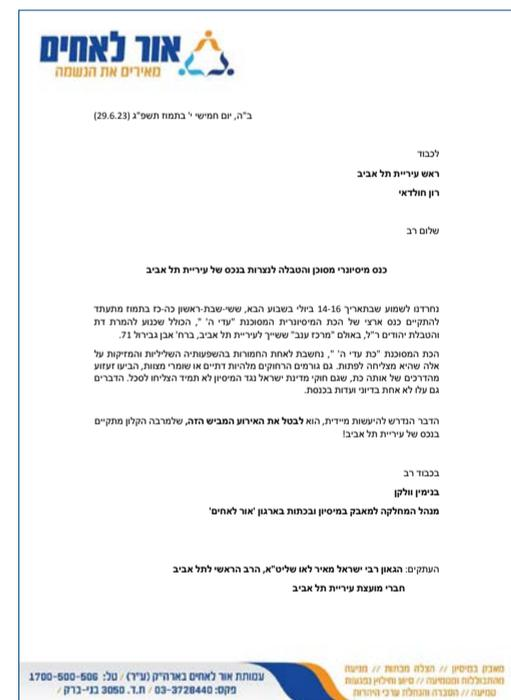 אור לאחים
מאירים את הנשמה
ב"ה, יום חמישי י' בתמוז תשפ"ג (29.6.23)
לכבוד
ראש עיריית תל אביב
רון חולדאי
שלום רב
כנס מיסיונרי מסוכן והטבלה לנצרות בנכס של עיריית תל אביב
נחרדנו לשמוע שבתאריך 14-16 ביולי בשבוע הבא, שישי-שבת-ראשון כה-כז בתמוז מתעתד
להתקיים כנס ארצי של הכת המיסיונרית המסוכנת "עדי ה' ", הכולל שכנוע להמרת דת
והטבלת יהודים ר"ל, באולם "מרכז ענב" ששייך לעיריית תל אביב, ברח' אבן גבירול 71.
הכת המסוכנת "כת עדי ה' ", נחשבת לאחת החמורות בהשפעותיה השליליות והמזיקות על
אלה שהיא מצליחה לפתות. גם גורמים הרחוקים מלהיות דתיים או שומרי מצוות, הביעו זעזוע
מהדרכים של אותה כת, שגם חוקי מדינת ישראל נגד המיסיון לא תמיד הצליחו לסכל. הדברים
גם עלו לא אחת בדיוני ועדות בכנסת.
הדבר הנדרש להיעשות מיידית, הוא לבטל את האירוע המביש הזה, שלמרבה הקלון מתקיים
בנכס של עיריית תל אביב!
בכבוד רב
בנימין וולקן
מנהל המחלקה למאבק במיסיון ובכתות בארגון 'אור לאחים'
העתקים: הגאון רבי ישראל מאיר לאו שליט"א, הרב הראשי לתל אביב
חברי מועצת עיריית תל אביב
מאבק במיסיון // הצלה מכתות // מניעת
מהתבוללות ומטמיעה // סיוע וחילוץ נפגעות
טמיעה // הסברה והנחלת ערכי היהדות
עמותת אור לאחים בארה״ק (ע״ר) / טל: 1700-500-506
פקס: 03-3728440 / ת.ד. 3050 בני-ברק /